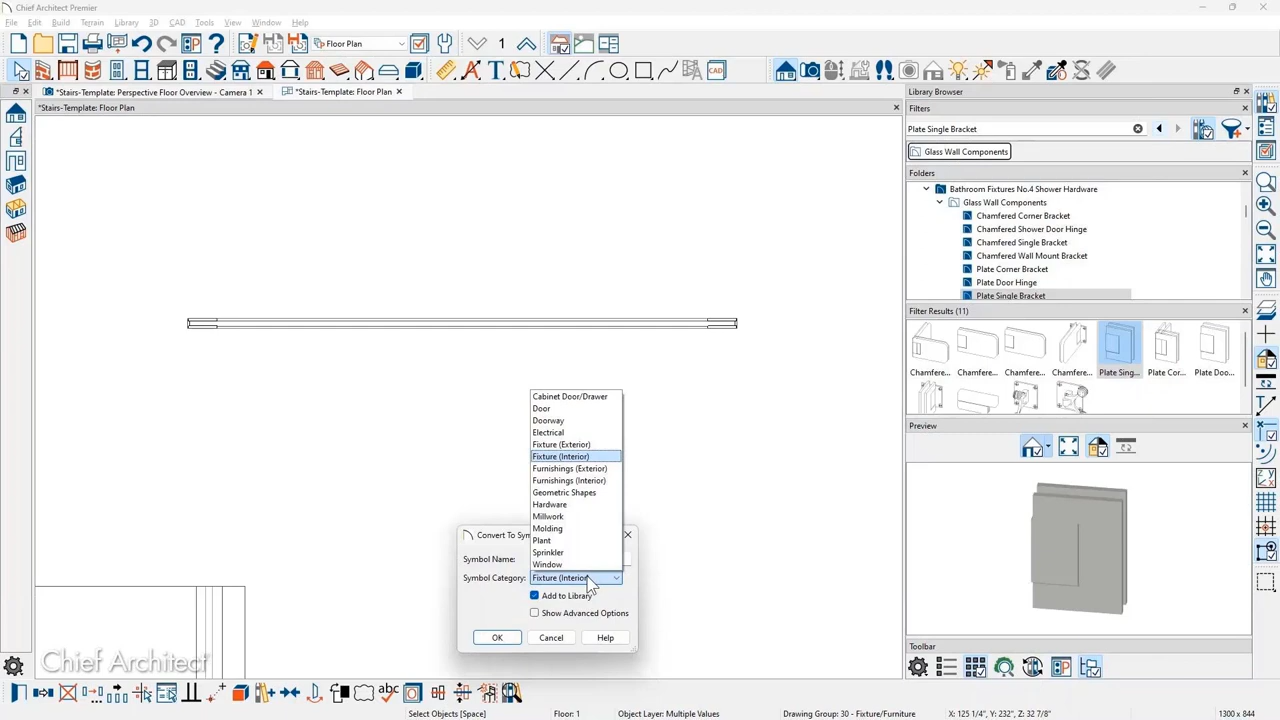 Chief Architect Premier
File Edit Build Terrain Library 3D CAD Tools View Window Help
1
Floor Plan
CAD
*Stairs-Template: Perspective Floor Overview - Camera 1
*Stairs-Template: Floor Plan
Library Browser
*Stairs-Template: Floor Plan
Filters
Plate Single Bracket
Glass Wall Components
Folders
Bathroom Fixtures No.4 Shower Hardware
Glass Wall Components
Chamfered Corner Bracket
Chamfered Shower Door Hinge
Chamfered Single Bracket
Chamfered Wall Mount Bracket
Plate Corner Bracket
Plate Door Hinge
Plate Single Bracket
Filter Results (11)
Chamfere... Chamfere... Chamfere... Chamfere... Plate Sing... Plate Cor... Plate Doo...
Preview
Toolbar
Cabinet Door/Drawer
Door
Doorway
Electrical
Fixture (Exterior)
Fixture (Interior)
Furnishings (Exterior)
Furnishings (Interior)
Geometric Shapes
Hardware
Millwork
Molding
Plant
Sprinkler
Window
Convert To Sym
Symbol Name:
Symbol Category: Fixture (Interior)
Add to Library
Show Advanced Options
OK Cancel Help
Chief Architect
abc
Select Objects [Space] Floor: 1 Object Layer: Multiple Values Drawing Group: 30 - Fixture/Furniture X: 125 1/4", Y: 232", Z: 32 7/8" 1300 x 844